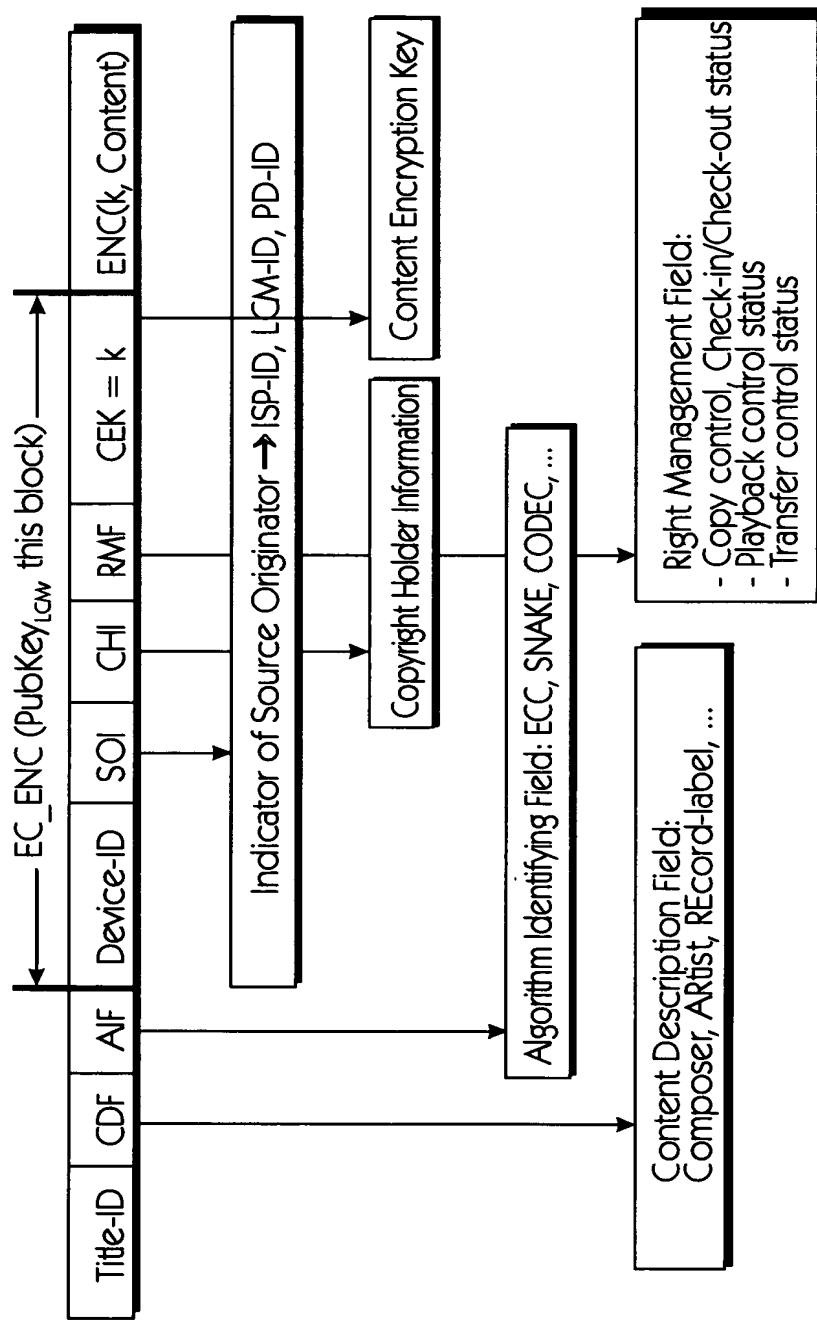 EC_ENC (PubKey_LCM, this block)
Title-ID CDF AIF Device-ID SOI CHI RMF CEK = k ENC(k, Content)
Indicator of Source Originator → ISP-ID, LCM-ID, PD-ID
Copyright Holder Information
Content Encryption Key
Algorithm Identifying Field: ECC, SNAKE, CODEC, ...
Content Description Field:
Composer, ARtist, REcord-label, ...
Right Management Field:
- Copy control, Check-in/Check-out status
- Playback control status
- Transfer control status